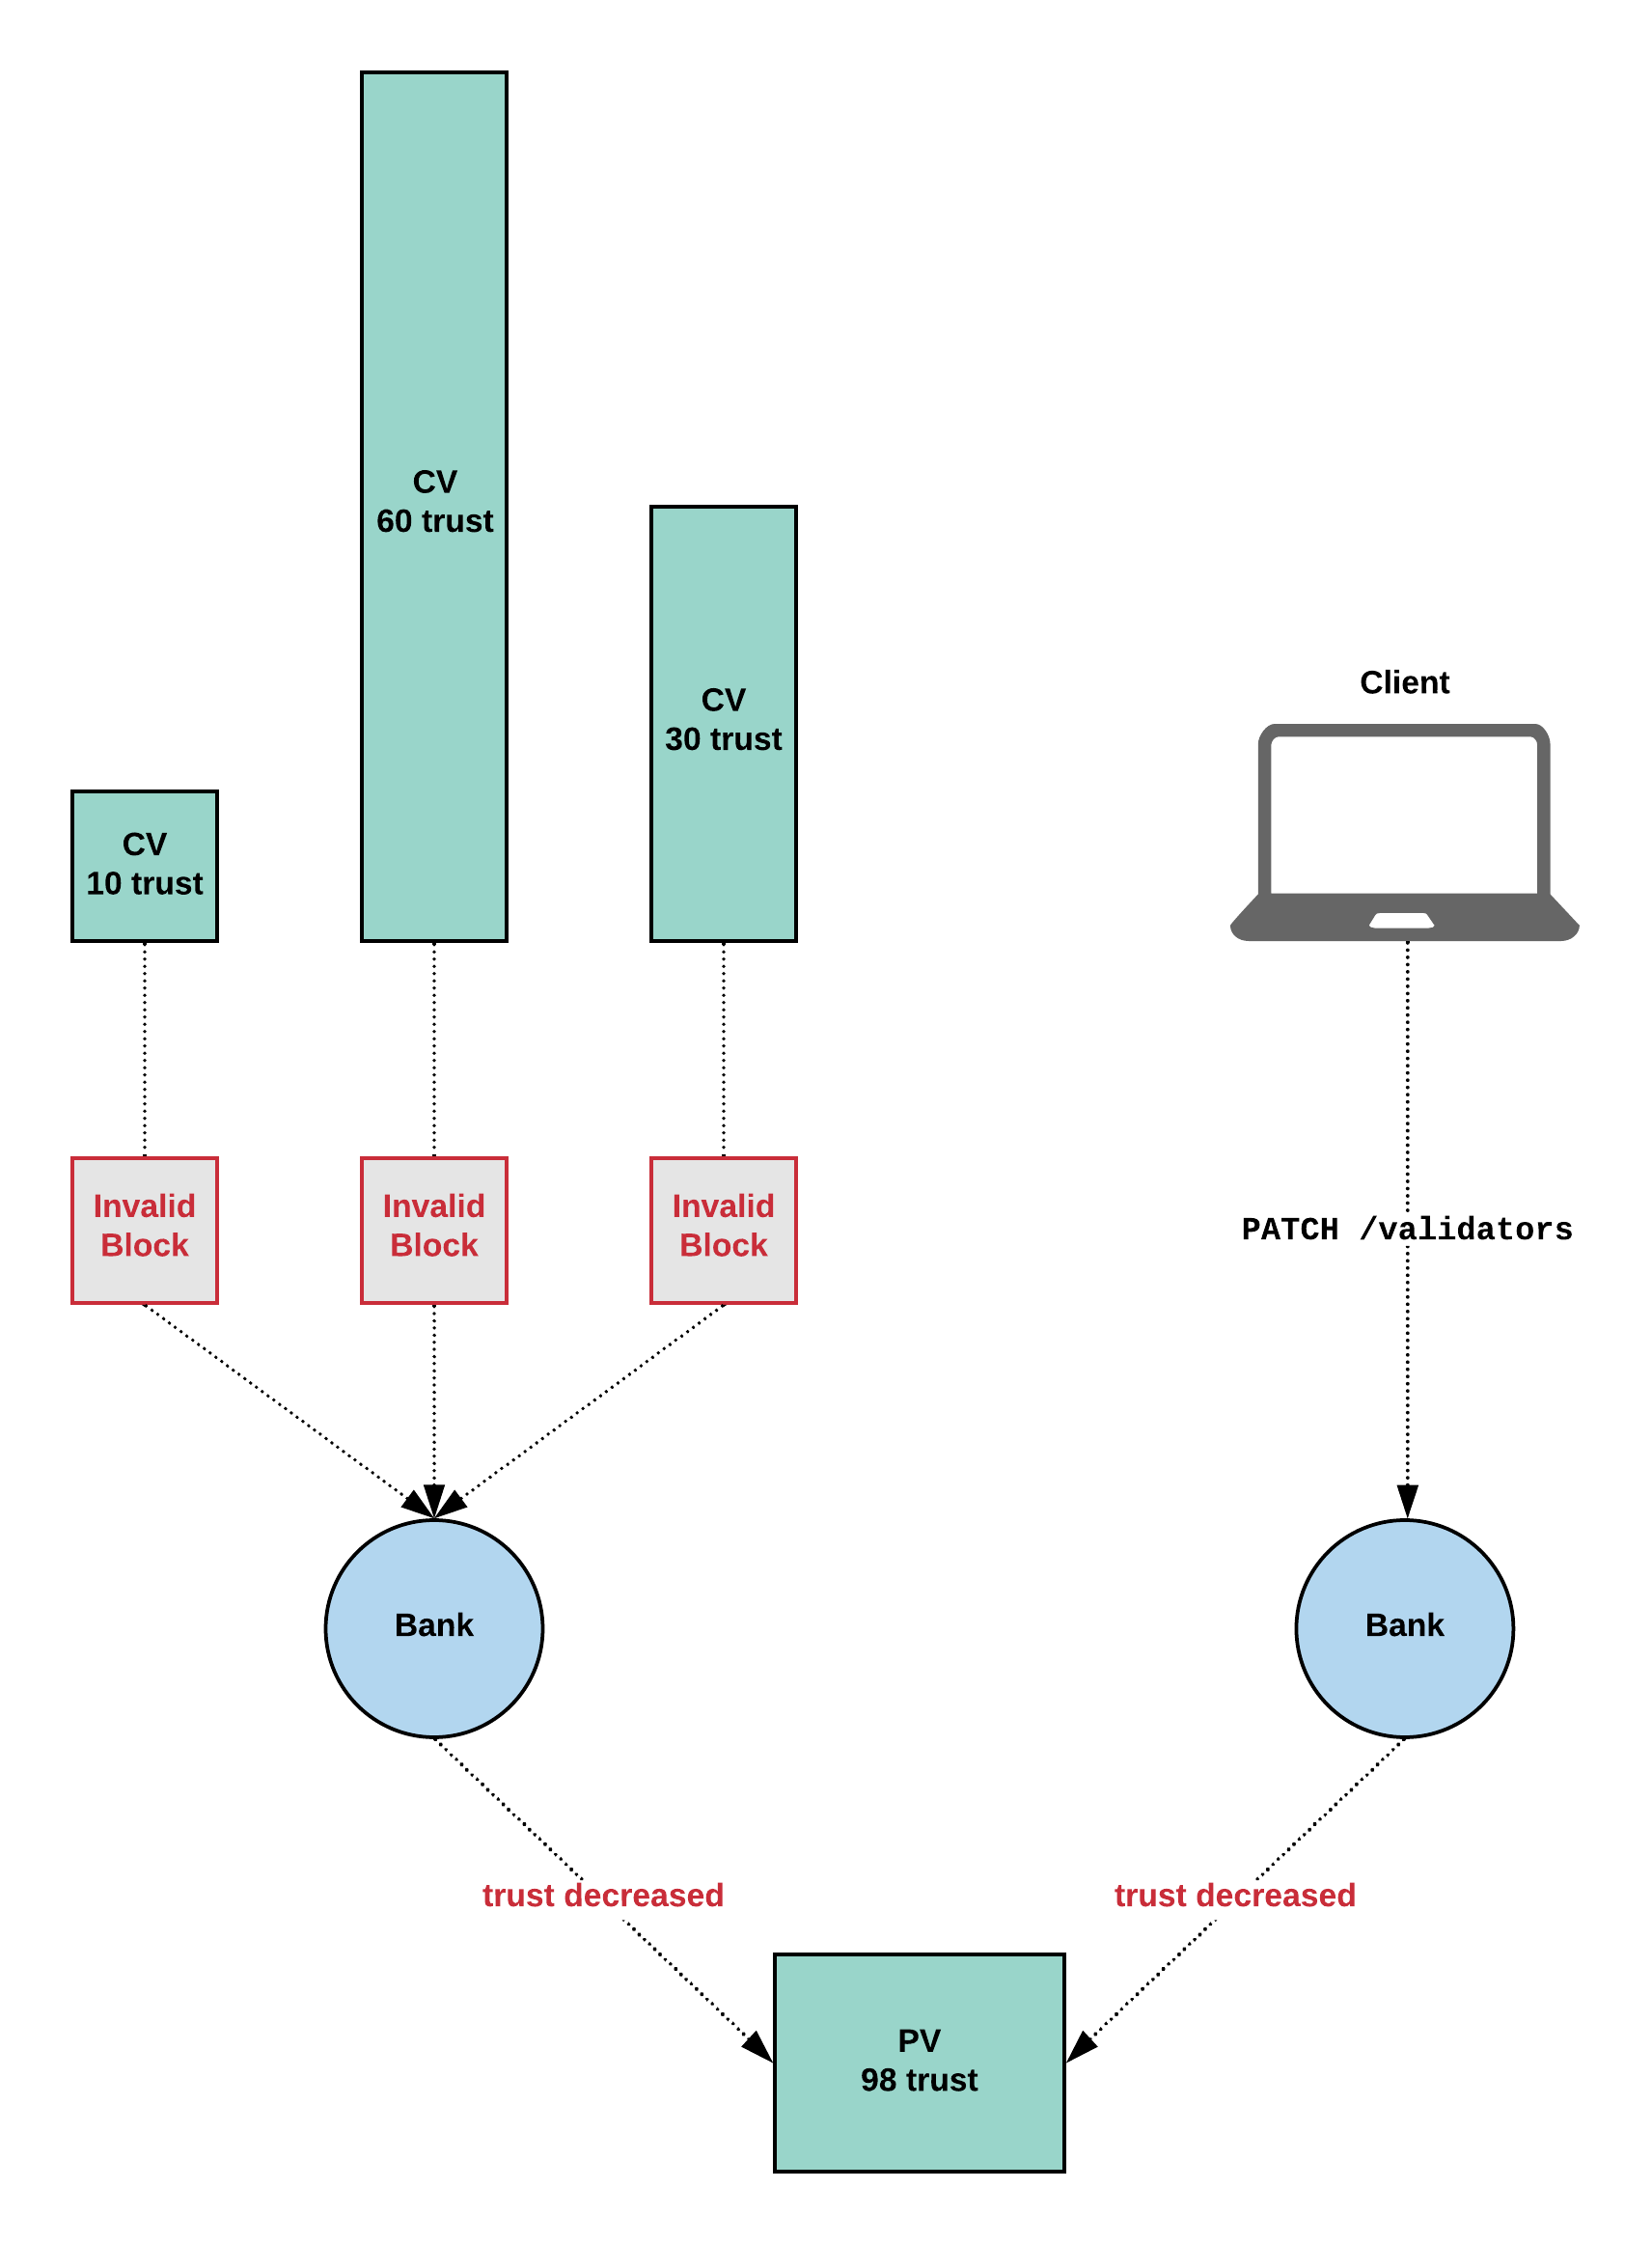 CV
60 trust
CV
30 trust
Client
CV
10 trust
Invalid
Block
Invalid
Block
Invalid
Block
PATCH /validators
Bank
Bank
trust decreased
trust decreased
PV
98 trust